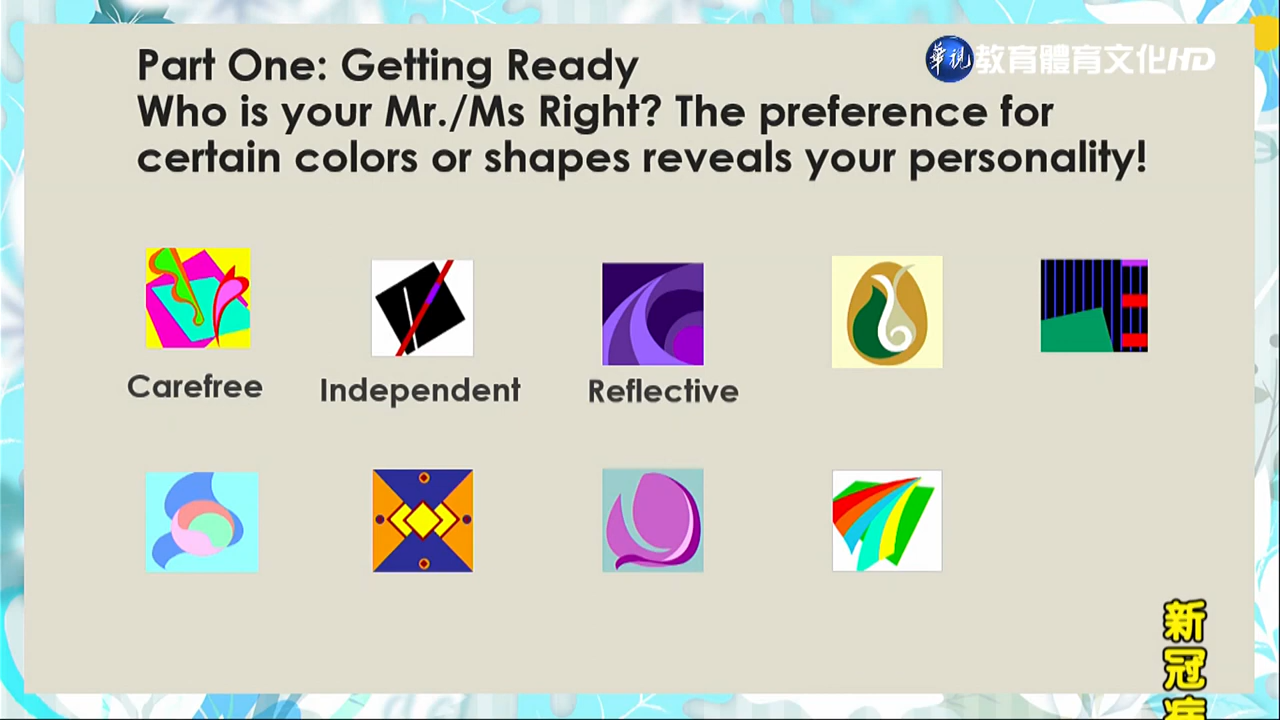 華視 教育體育文化HD
Part One: Getting Ready
Who is your Mr./Ms Right? The preference for
certain colors or shapes reveals your personality!
Carefree
Independent
Reflective
新冠